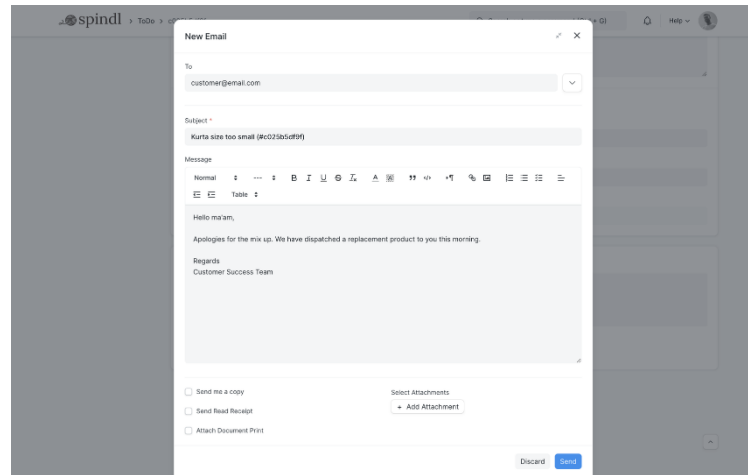 spindl > ToDo >
Help
New Email
To
customer@email.com
Subject *
Kurta size too small (#c025b5df9f)
Message
Normal --- B I U S Tx A
Table
Hello ma'am,
Apologies for the mix up. We have dispatched a replacement product to you this morning.
Regards
Customer Success Team
Send me a copy
Select Attachments
Send Read Receipt
+ Add Attachment
Attach Document Print
Discard Send